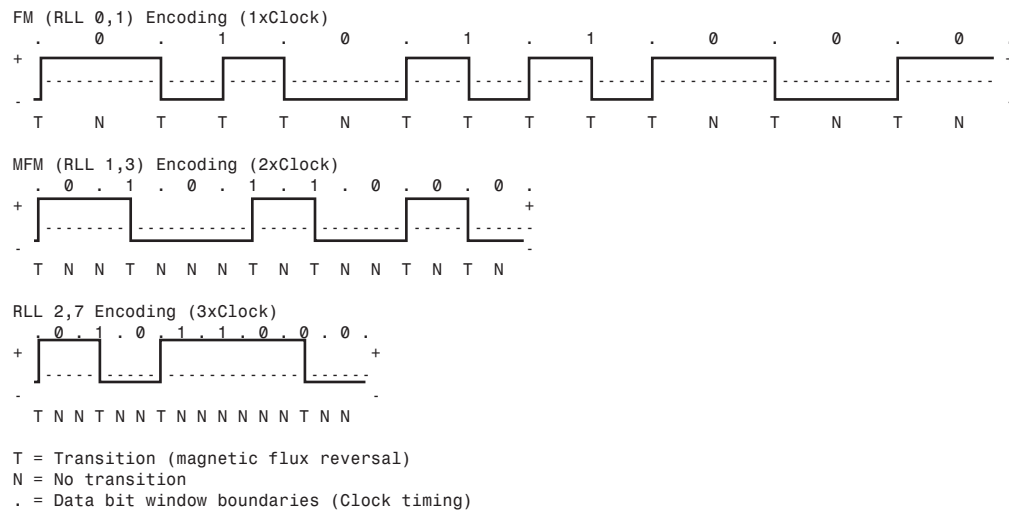 FM (RLL 0,1) Encoding (1xClock)
. 0 . 1 . 0 . 1 . 1 . 0 . 0 . 0 .
+ +
- -
T N T T T N T T T T T N T N T N
MFM (RLL 1,3) Encoding (2xClock)
. 0 . 1 . 0 . 1 . 1 . 0 . 0 . 0 .
+ +
- -
T N N T N N N T N T N N T N T N
RLL 2,7 Encoding (3xClock)
. 0 . 1 . 0 . 1 . 1 . 0 . 0 . 0 .
+ +
- -
T N N T N N T N N N N N N T N N
T = Transition (magnetic flux reversal)
N = No transition
. = Data bit window boundaries (Clock timing)